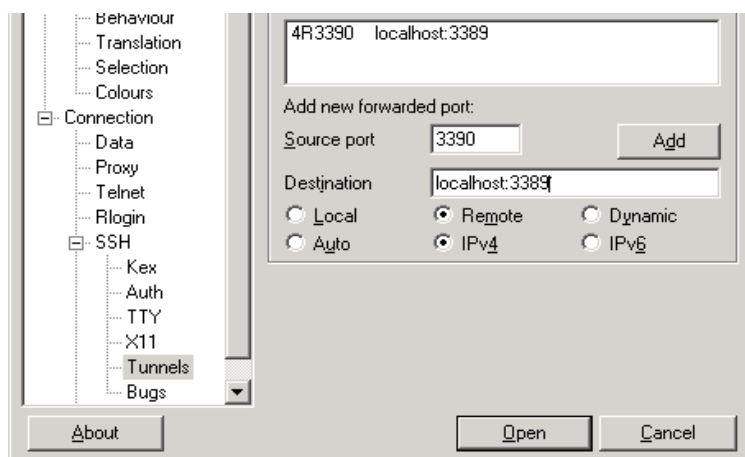 Behaviour
Translation
Selection
Colours
Connection
Data
Proxy
Telnet
Rlogin
SSH
Kex
Auth
TTY
X11
Tunnels
Bugs
4R3390 localhost:3389
Add new forwarded port:
Source port 3390 Add
Destination localhost:3389
Local Remote Dynamic
Auto IPv4 IPv6
About Open Cancel